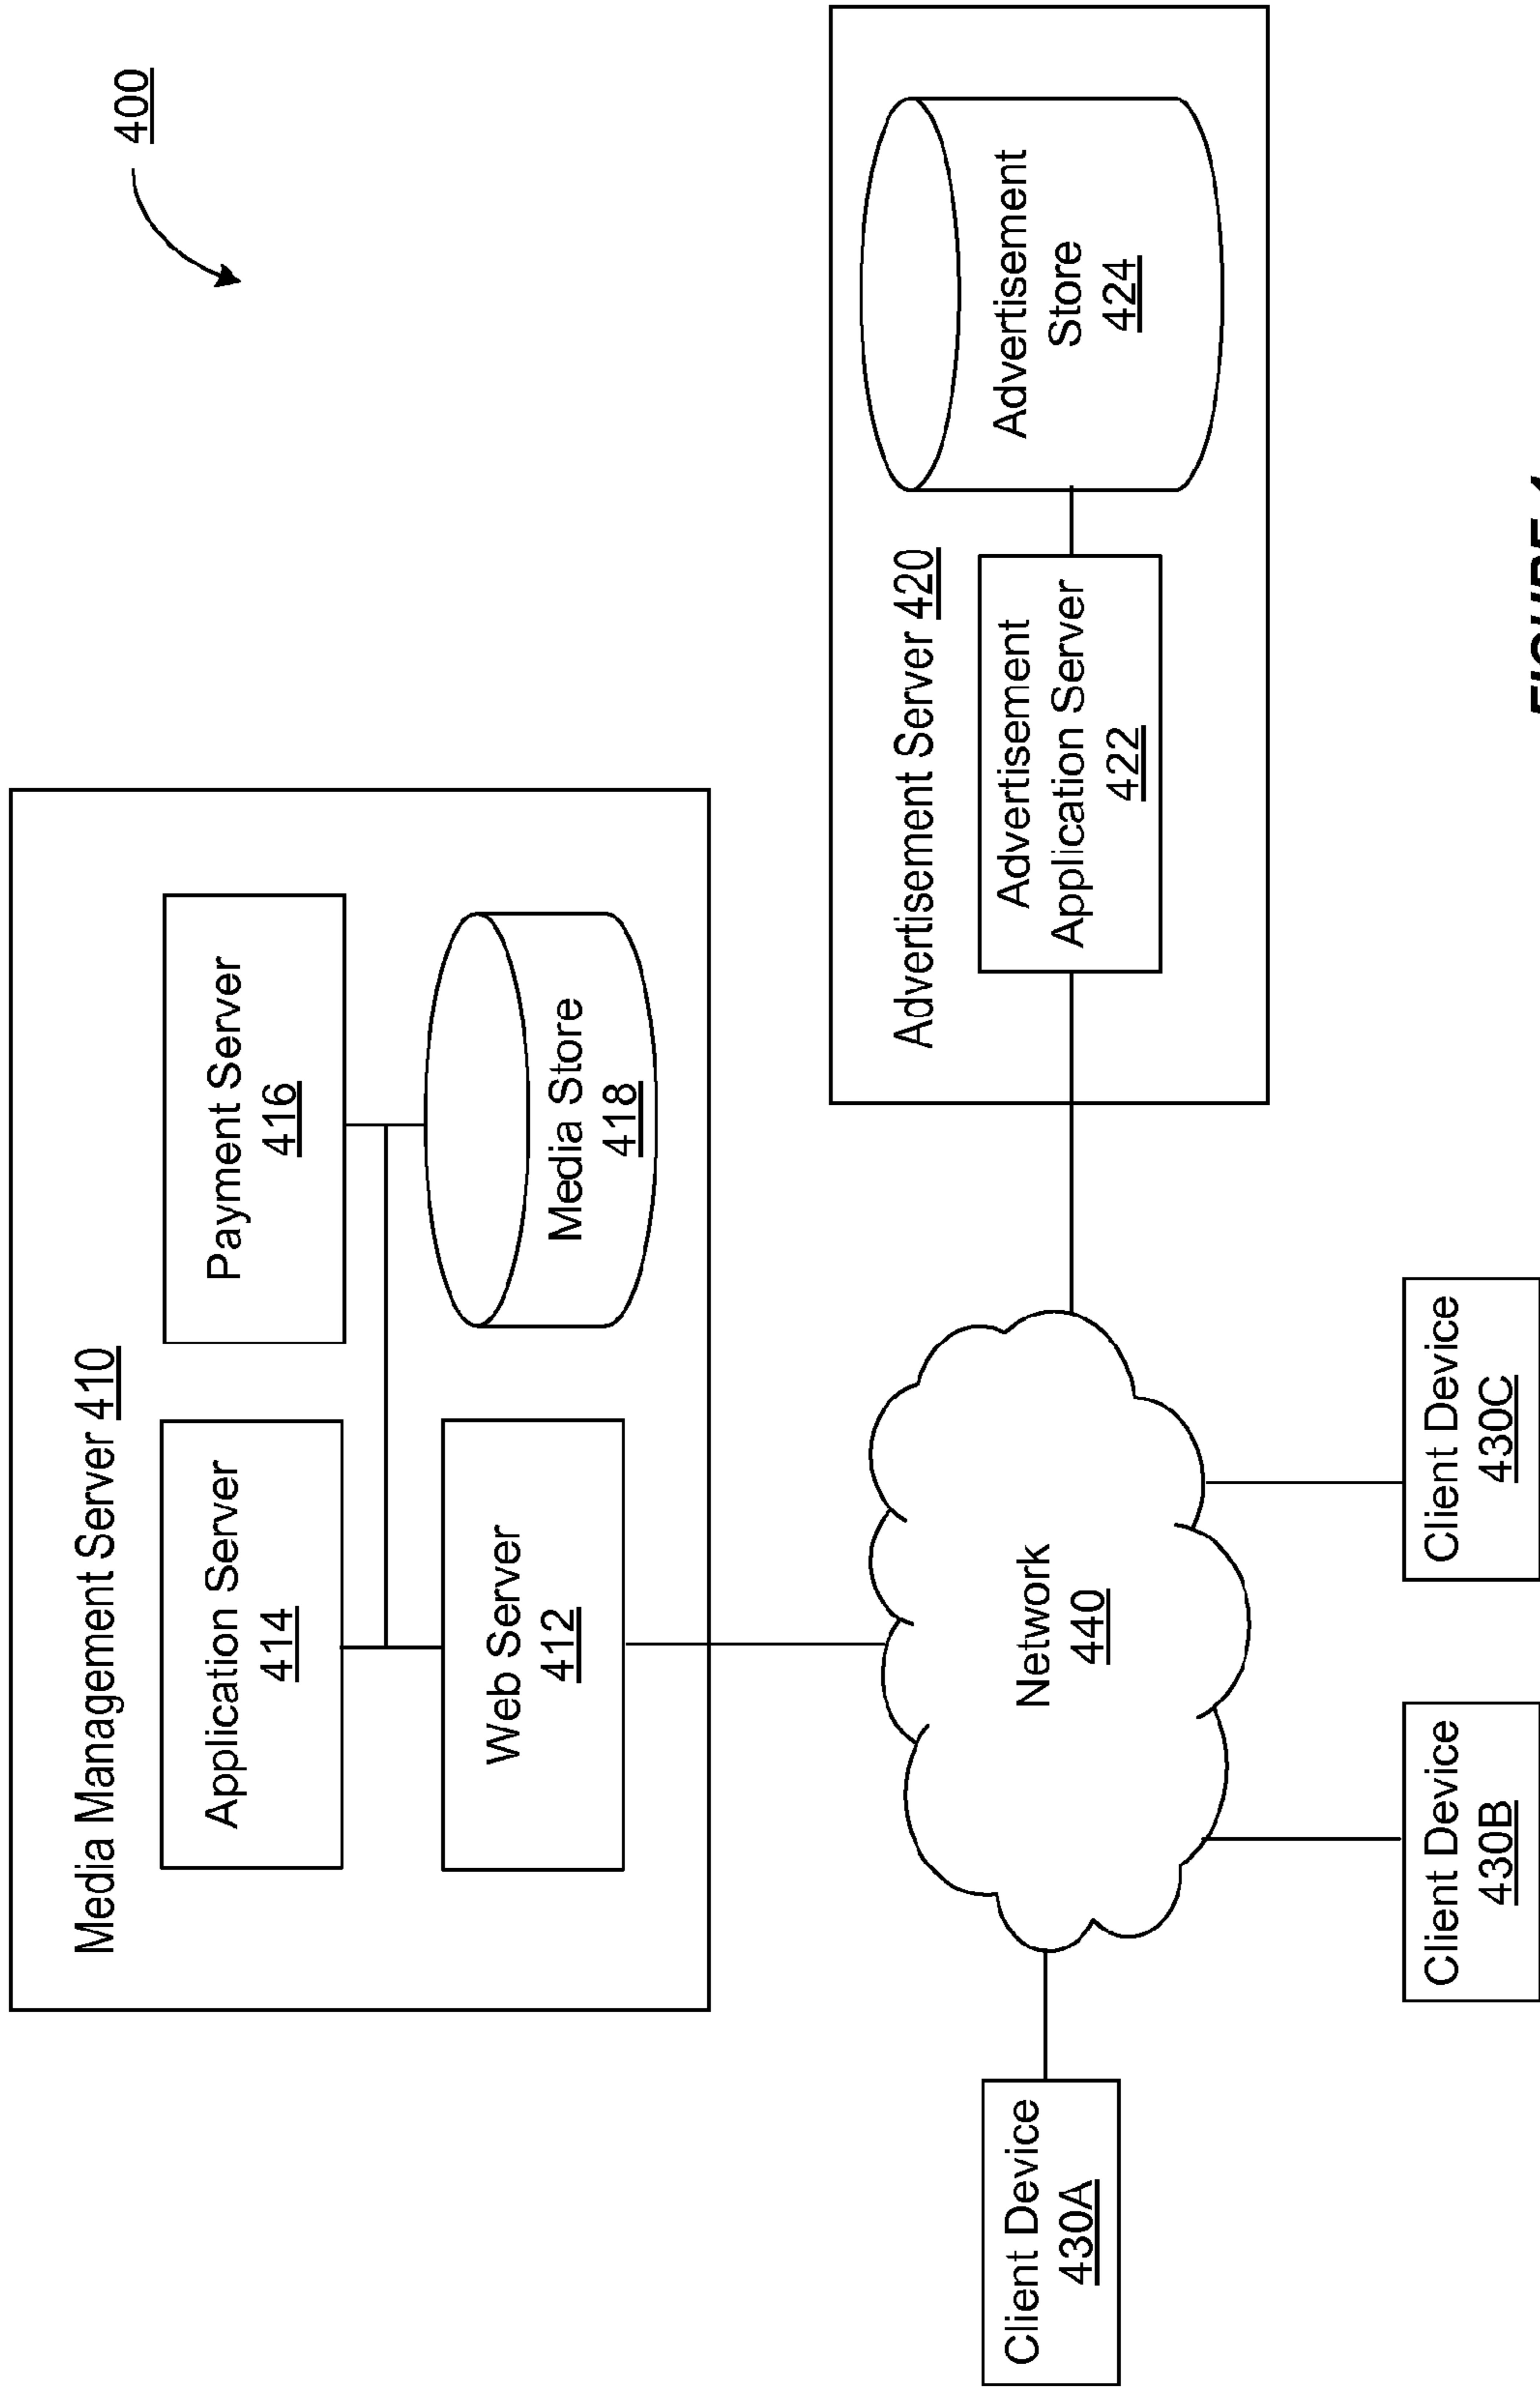 400
Media Management Server 410
Application Server
414
Payment Server
416
Web Server
412
Media Store
418
Advertisement Server 420
Advertisement
Application Server
422
Advertisement
Store
424
Network
440
Client Device
430A
Client Device
430B
Client Device
430C